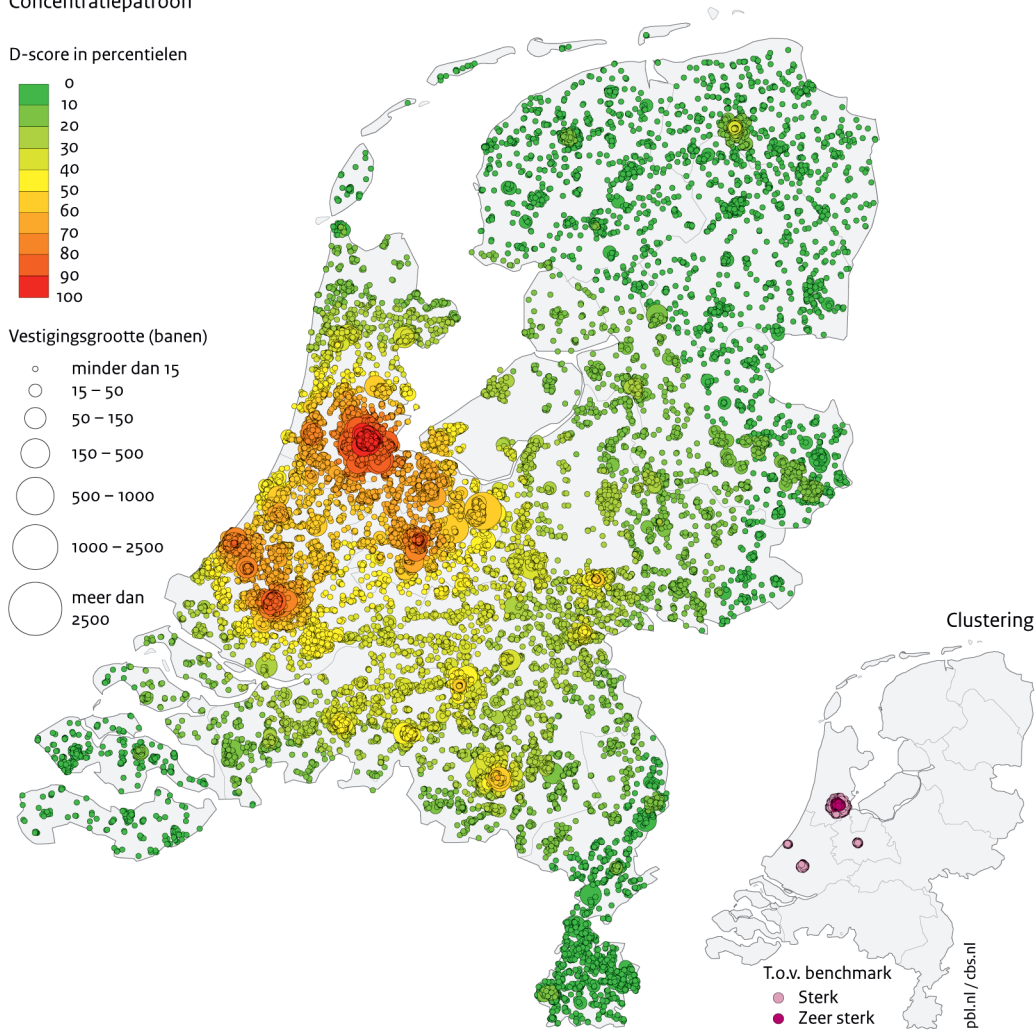 Concentratiepatroon
D-score in percentielen
0
10
20
30
40
50
60
70
80
90
100
Vestigingsgrootte (banen)
minder dan 15
15 – 50
50 – 150
150 – 500
500 – 1000
1000 – 2500
meer dan
2500
Clustering
T.o.v. benchmark
Sterk
Zeer sterk
pbl.nl / cbs.nl